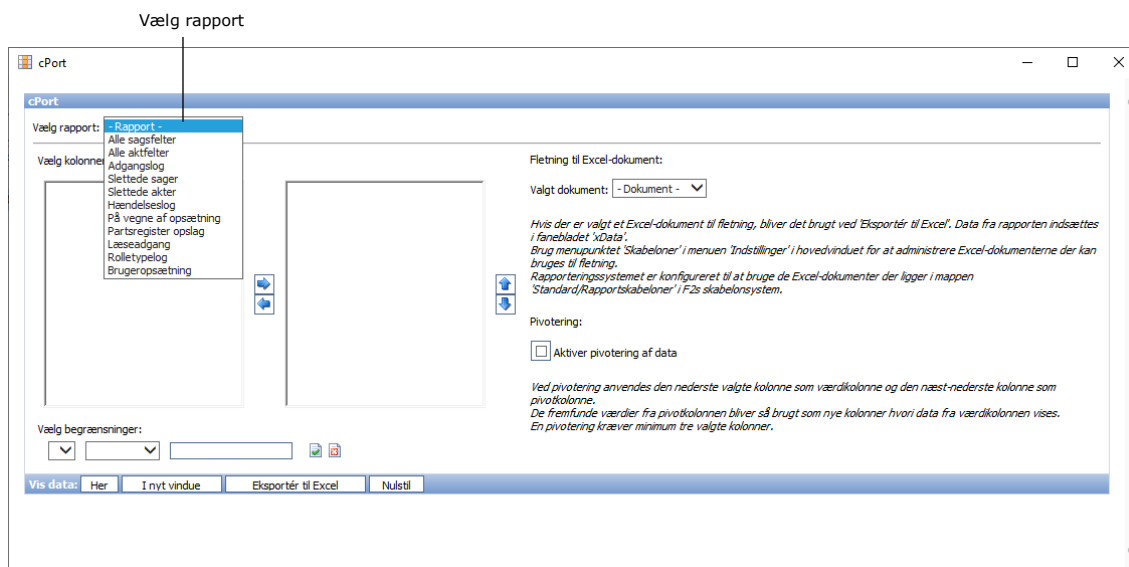 Vælg rapport
cPort
cPort
Vælg rapport:
- Rapport -
Alle sagsfelter
Alle aktfelter
Adgangslog
Slettede sager
Slettede akter
Hændelseslog
På vegne af opsætning
Partsregister opslag
Læseadgang
Rolletypelog
Brugeropsætning
Vælg kolonne
Fletning til Excel-dokument:
Valgt dokument: - Dokument -
Hvis der er valgt et Excel-dokument til fletning, bliver det brugt ved 'Eksportér til Excel'. Data fra rapporten indsættes
i fanebladet 'xData'.
Brug menupunktet 'Skabeloner' i menuen 'Indstillinger' i hovedvinduet for at administrere Excel-dokumenterne der kan
bruges til fletning.
Rapporteringssystemet er konfigureret til at bruge de Excel-dokumenter der ligger i mappen
'Standard/Rapportskabeloner' i F2s skabelonsystem.
Pivotering:
Aktiver pivotering af data
Ved pivotering anvendes den nederste valgte kolonne som værdikolonne og den næst-nederste kolonne som
pivotkolonne.
De fremfundne værdier fra pivotkolonnen bliver så brugt som nye kolonner hvori data fra værdikolonnen vises.
En pivotering kræver minimum tre valgte kolonner.
Vælg begrænsninger:
Vis data: Her I nyt vindue Eksportér til Excel Nulstil